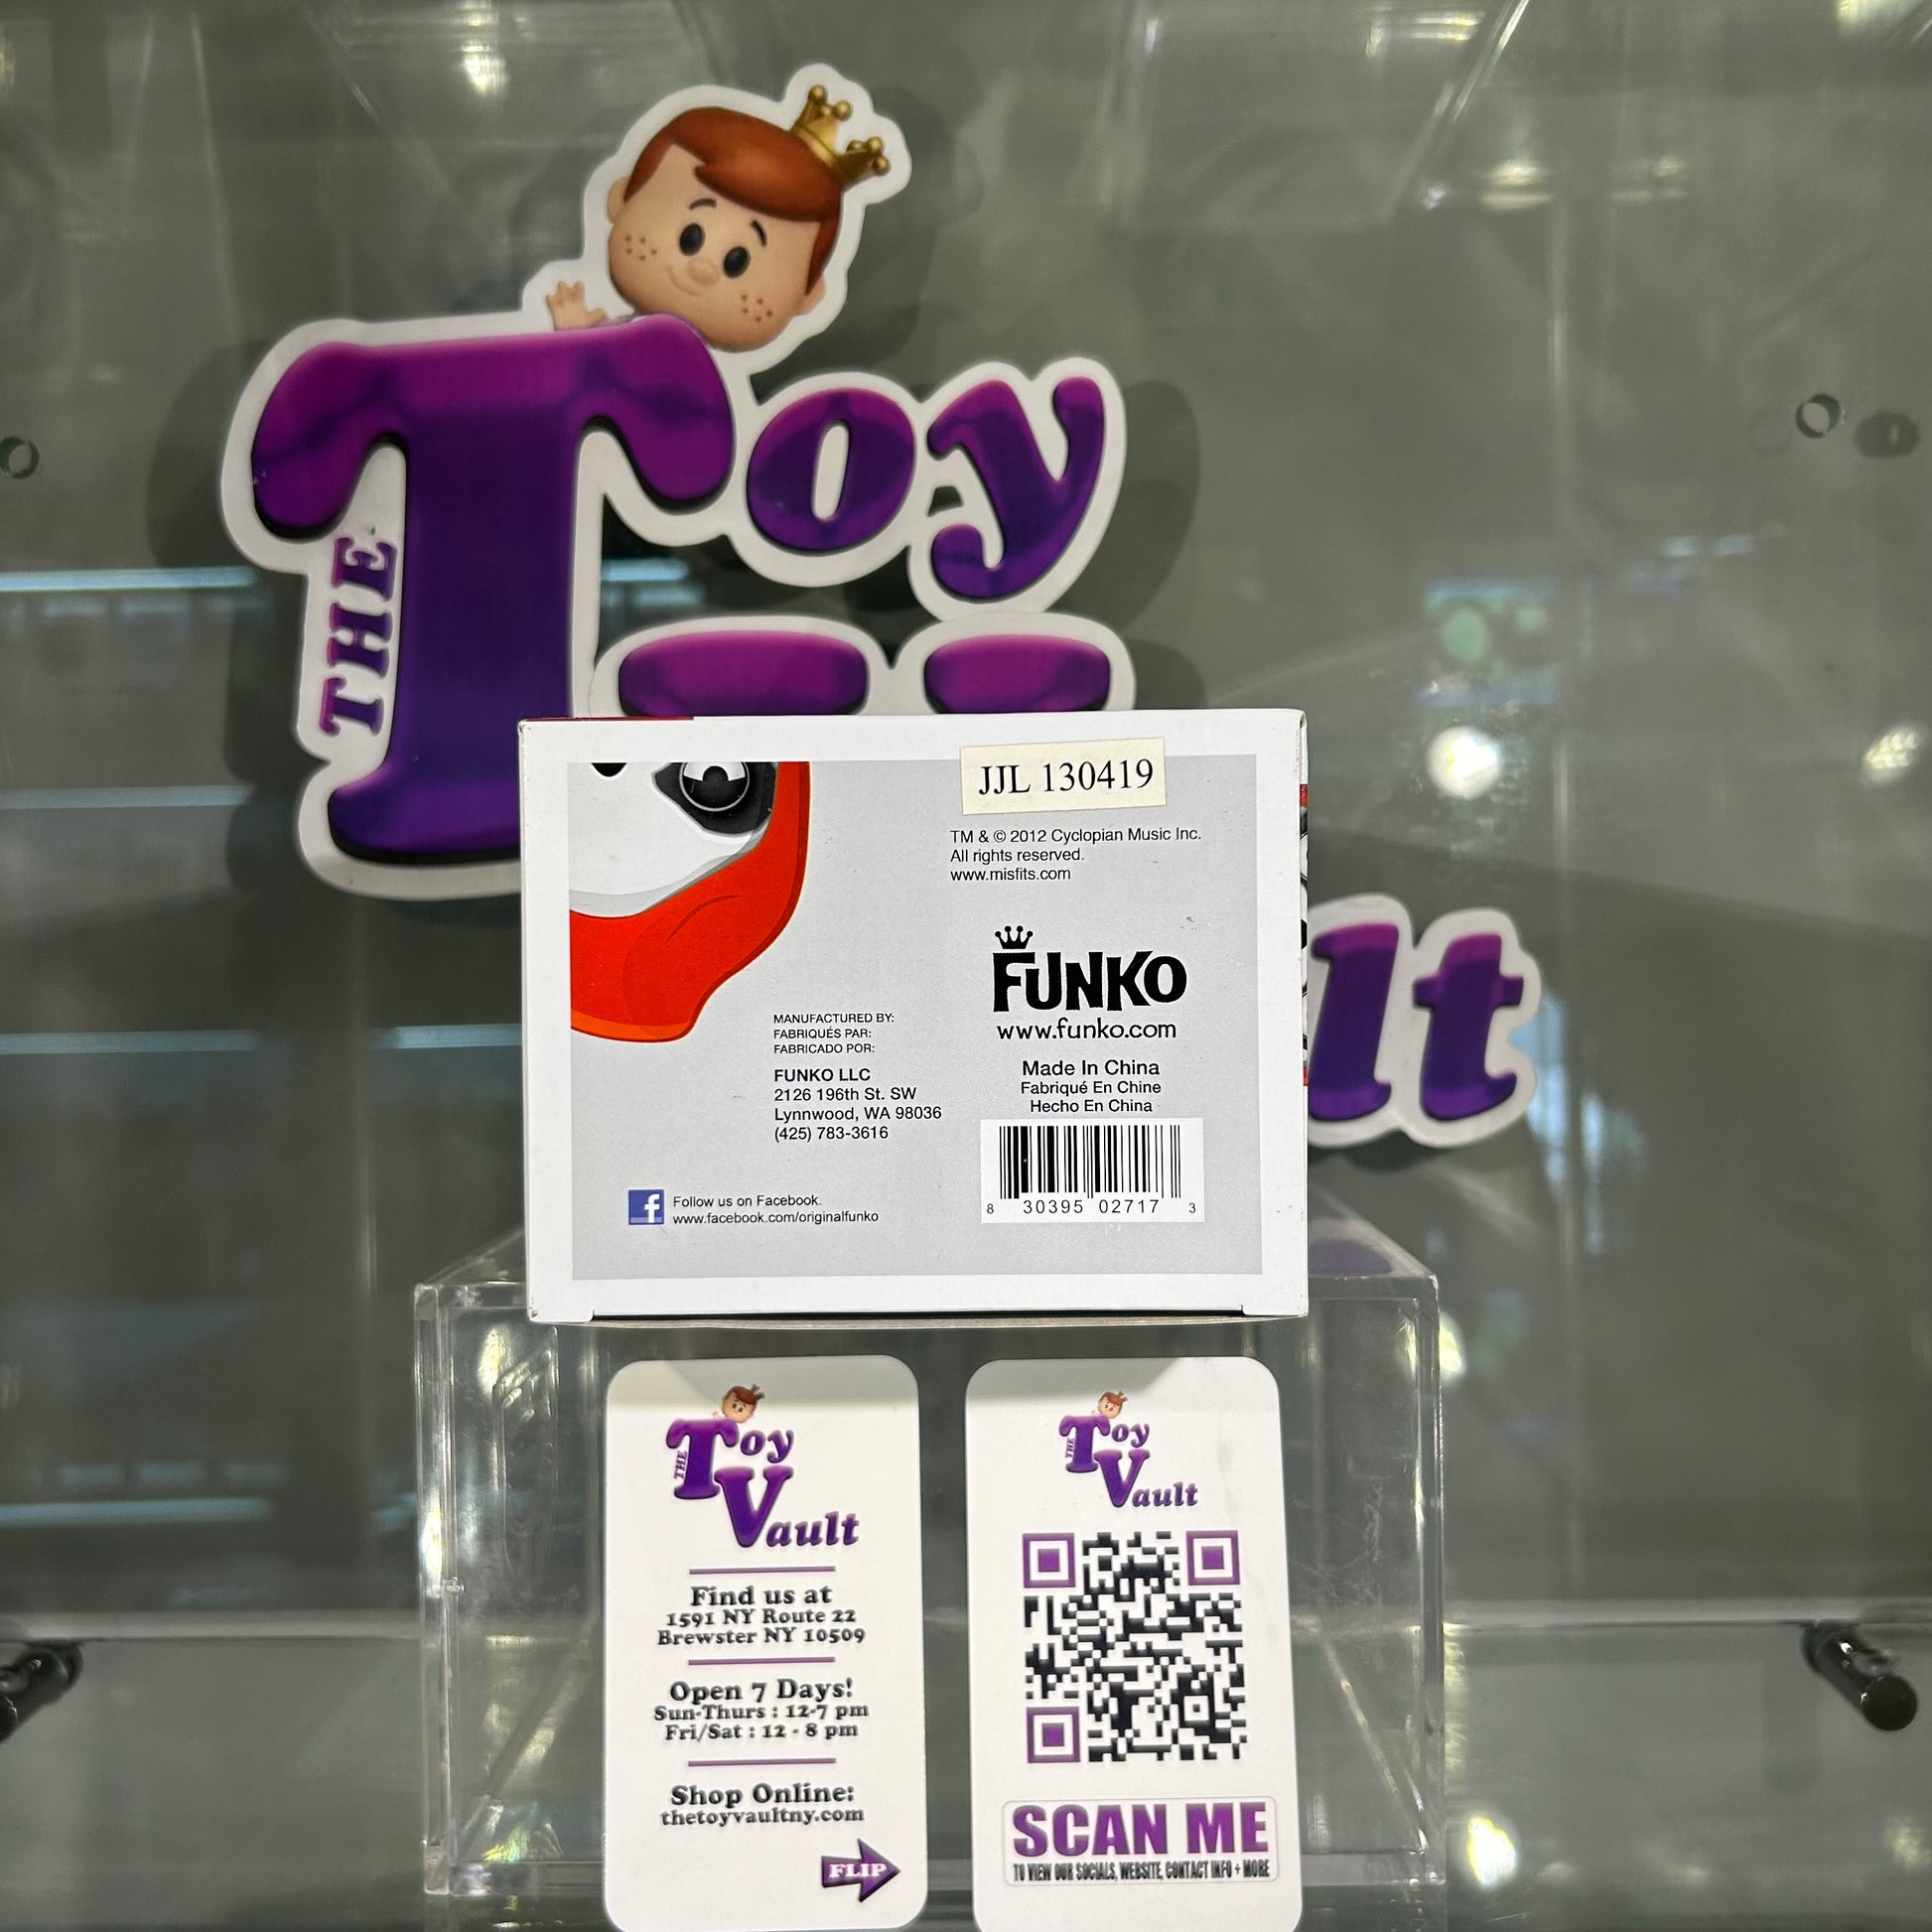 THE Toy
lt
JJL 130419
TM & © 2012 Cyclopian Music Inc.
All rights reserved.
www.misfits.com
FUNKO
www.funko.com
MANUFACTURED BY:
FABRIQUÉS PAR:
FABRICADO POR:
FUNKO LLC
2126 196th St. SW
Lynnwood, WA 98036
(425) 783-3616
Made In China
Fabriqué En Chine
Hecho En China
8 30395 02717 3
f
Follow us on Facebook.
www.facebook.com/originalfunko
THE Toy
Vault
Find us at
1591 NY Route 22
Brewster NY 10509
Open 7 Days!
Sun-Thurs : 12-7 pm
Fri/Sat : 12 - 8 pm
Shop Online:
thetoyvaultny.com
FLIP
THE Toy
Vault
SCAN ME
TO VIEW OUR SOCIALS, WEBSITE, CONTACT INFO + MORE